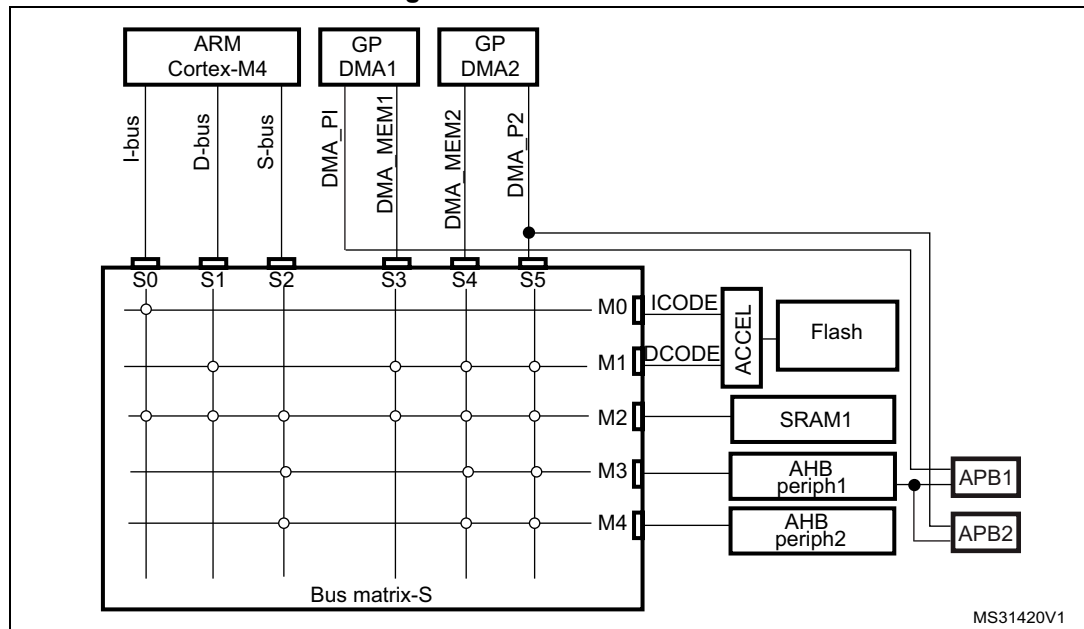 ARM
Cortex-M4
GP
DMA1
GP
DMA2
I-bus
D-bus
S-bus
DMA_PI
DMA_MEM1
DMA_MEM2
DMA_P2
S0
S1
S2
S3
S4
S5
M0
ICODE
M1
DCODE
ACCEL
Flash
M2
SRAM1
M3
AHB
periph1
APB1
M4
AHB
periph2
APB2
Bus matrix-S
MS31420V1